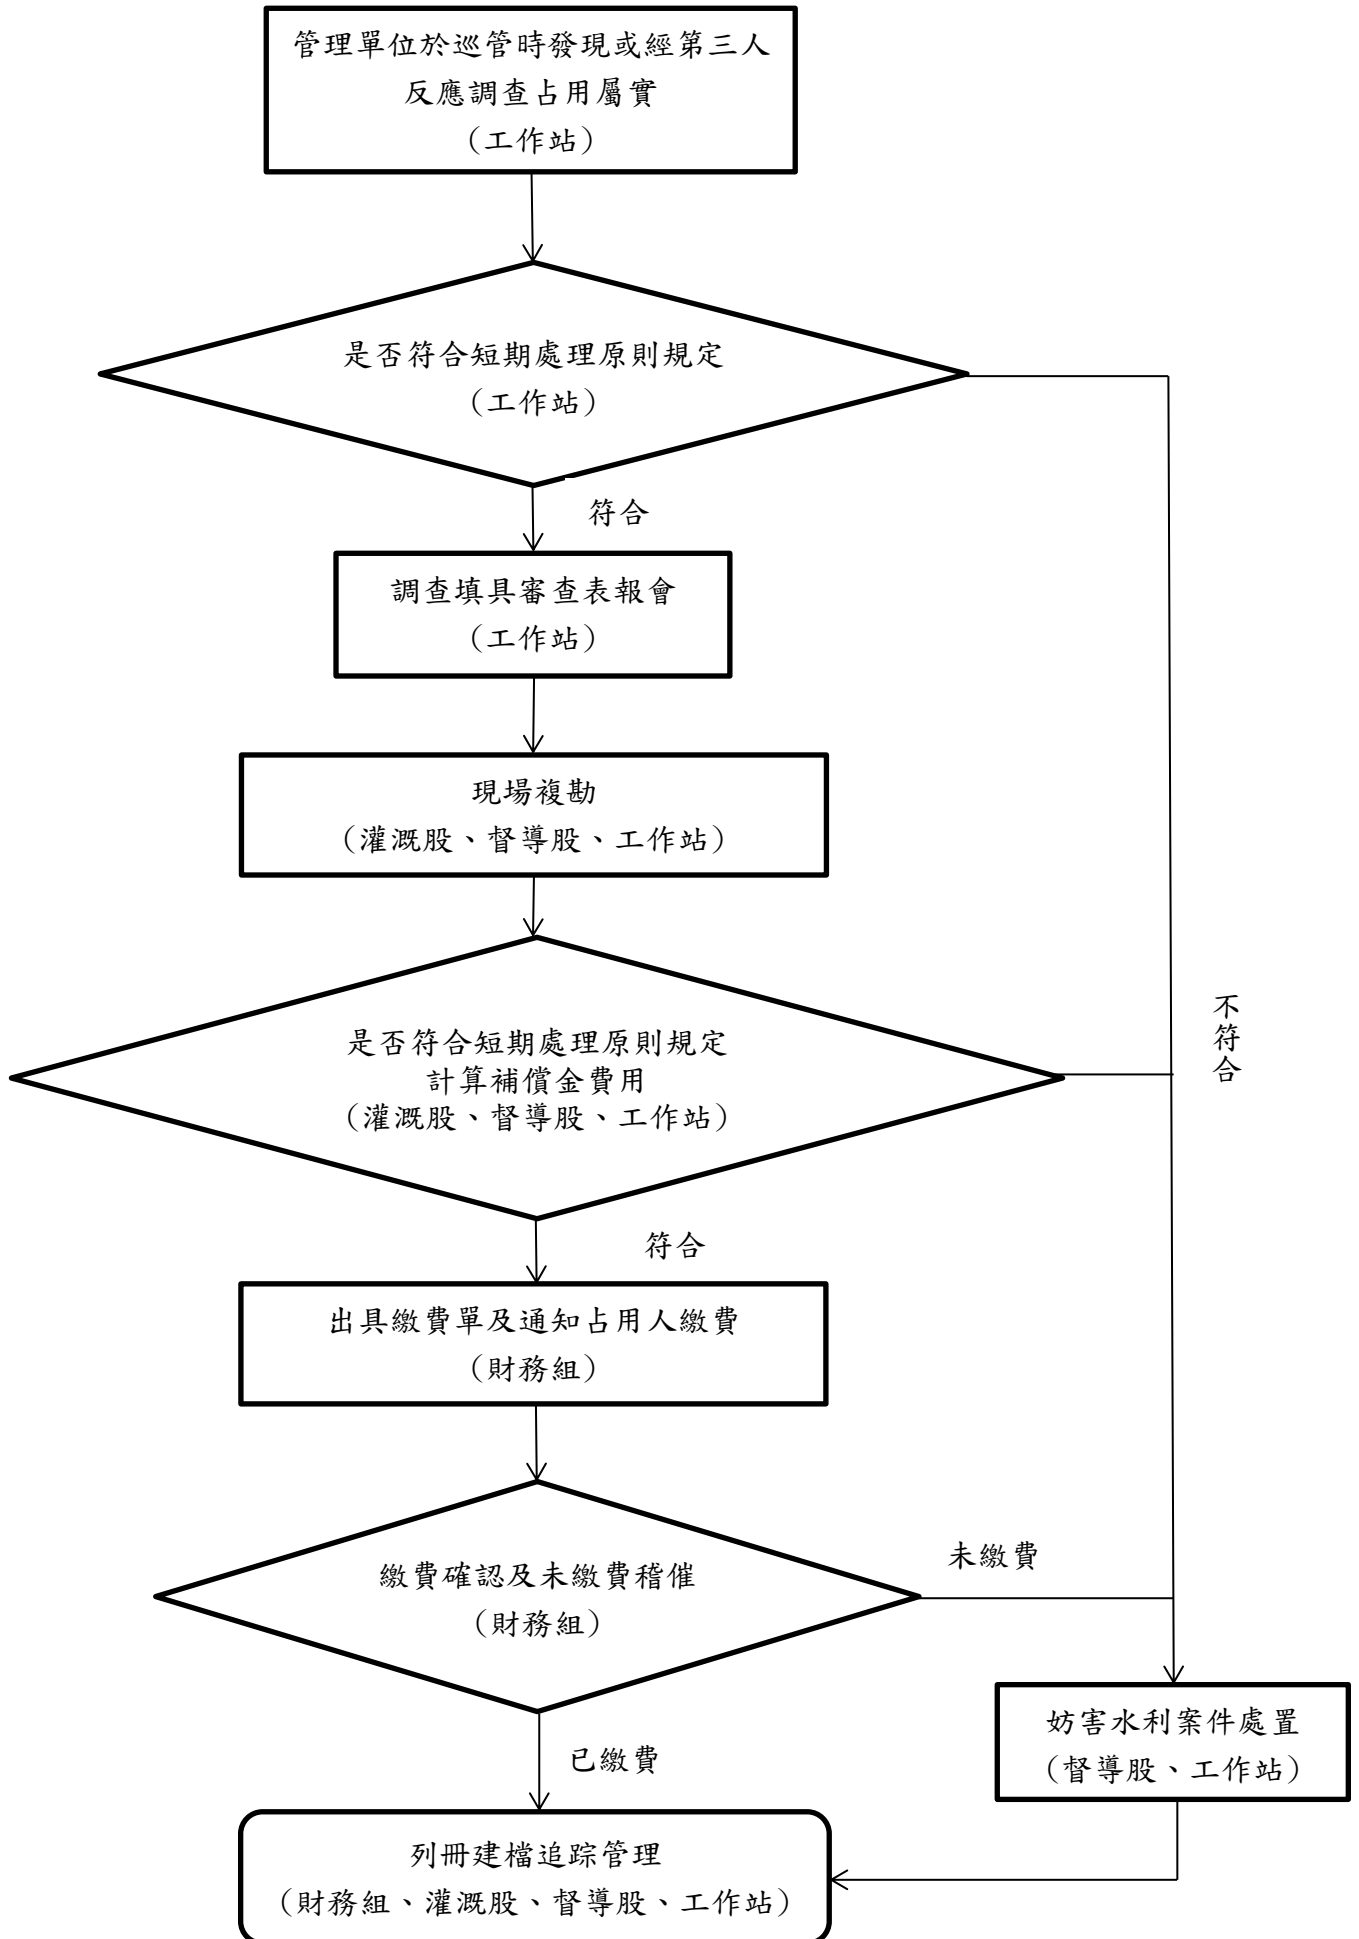 管理單位於巡管時發現或經第三人
反應調查占用屬實
（工作站）
是否符合短期處理原則規定
（工作站）
符合
調查填具審查表報會
（工作站）
現場複勘
（灌溉股、督導股、工作站）
不
符
合
是否符合短期處理原則規定
計算補償金費用
（灌溉股、督導股、工作站）
符合
出具繳費單及通知占用人繳費
（財務組）
未繳費
繳費確認及未繳費稽催
（財務組）
妨害水利案件處置
（督導股、工作站）
已繳費
列冊建檔追踪管理
（財務組、灌溉股、督導股、工作站）